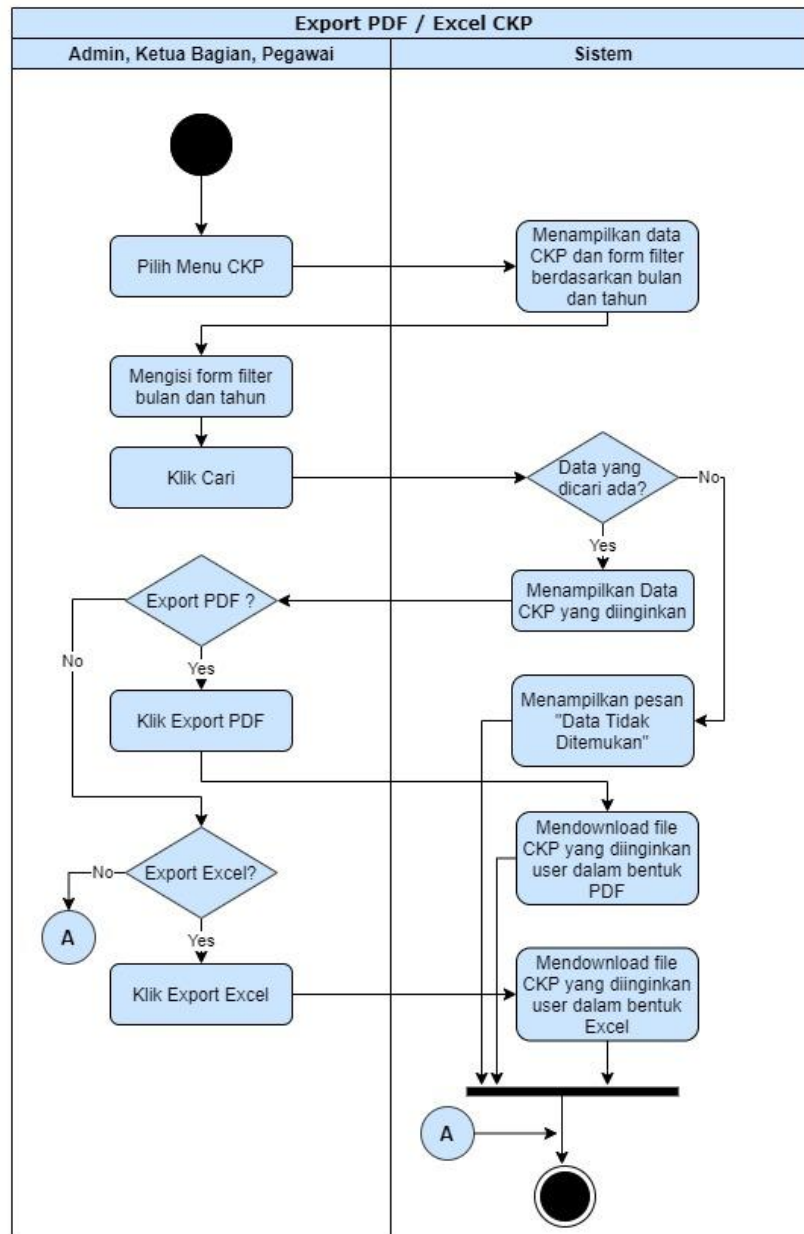 Export PDF / Excel CKP
Admin, Ketua Bagian, Pegawai
Sistem
Pilih Menu CKP
Menampilkan data
CKP dan form filter
berdasarkan bulan
dan tahun
Mengisi form filter
bulan dan tahun
Klik Cari
Data yang
dicari ada?
No
Yes
Menampilkan Data
CKP yang diinginkan
Export PDF ?
No
Yes
Klik Export PDF
Menampilkan pesan
"Data Tidak
Ditemukan"
Mendownload file
CKP yang diinginkan
user dalam bentuk
PDF
Export Excel?
No
A
Yes
Klik Export Excel
Mendownload file
CKP yang diinginkan
user dalam bentuk
Excel
A